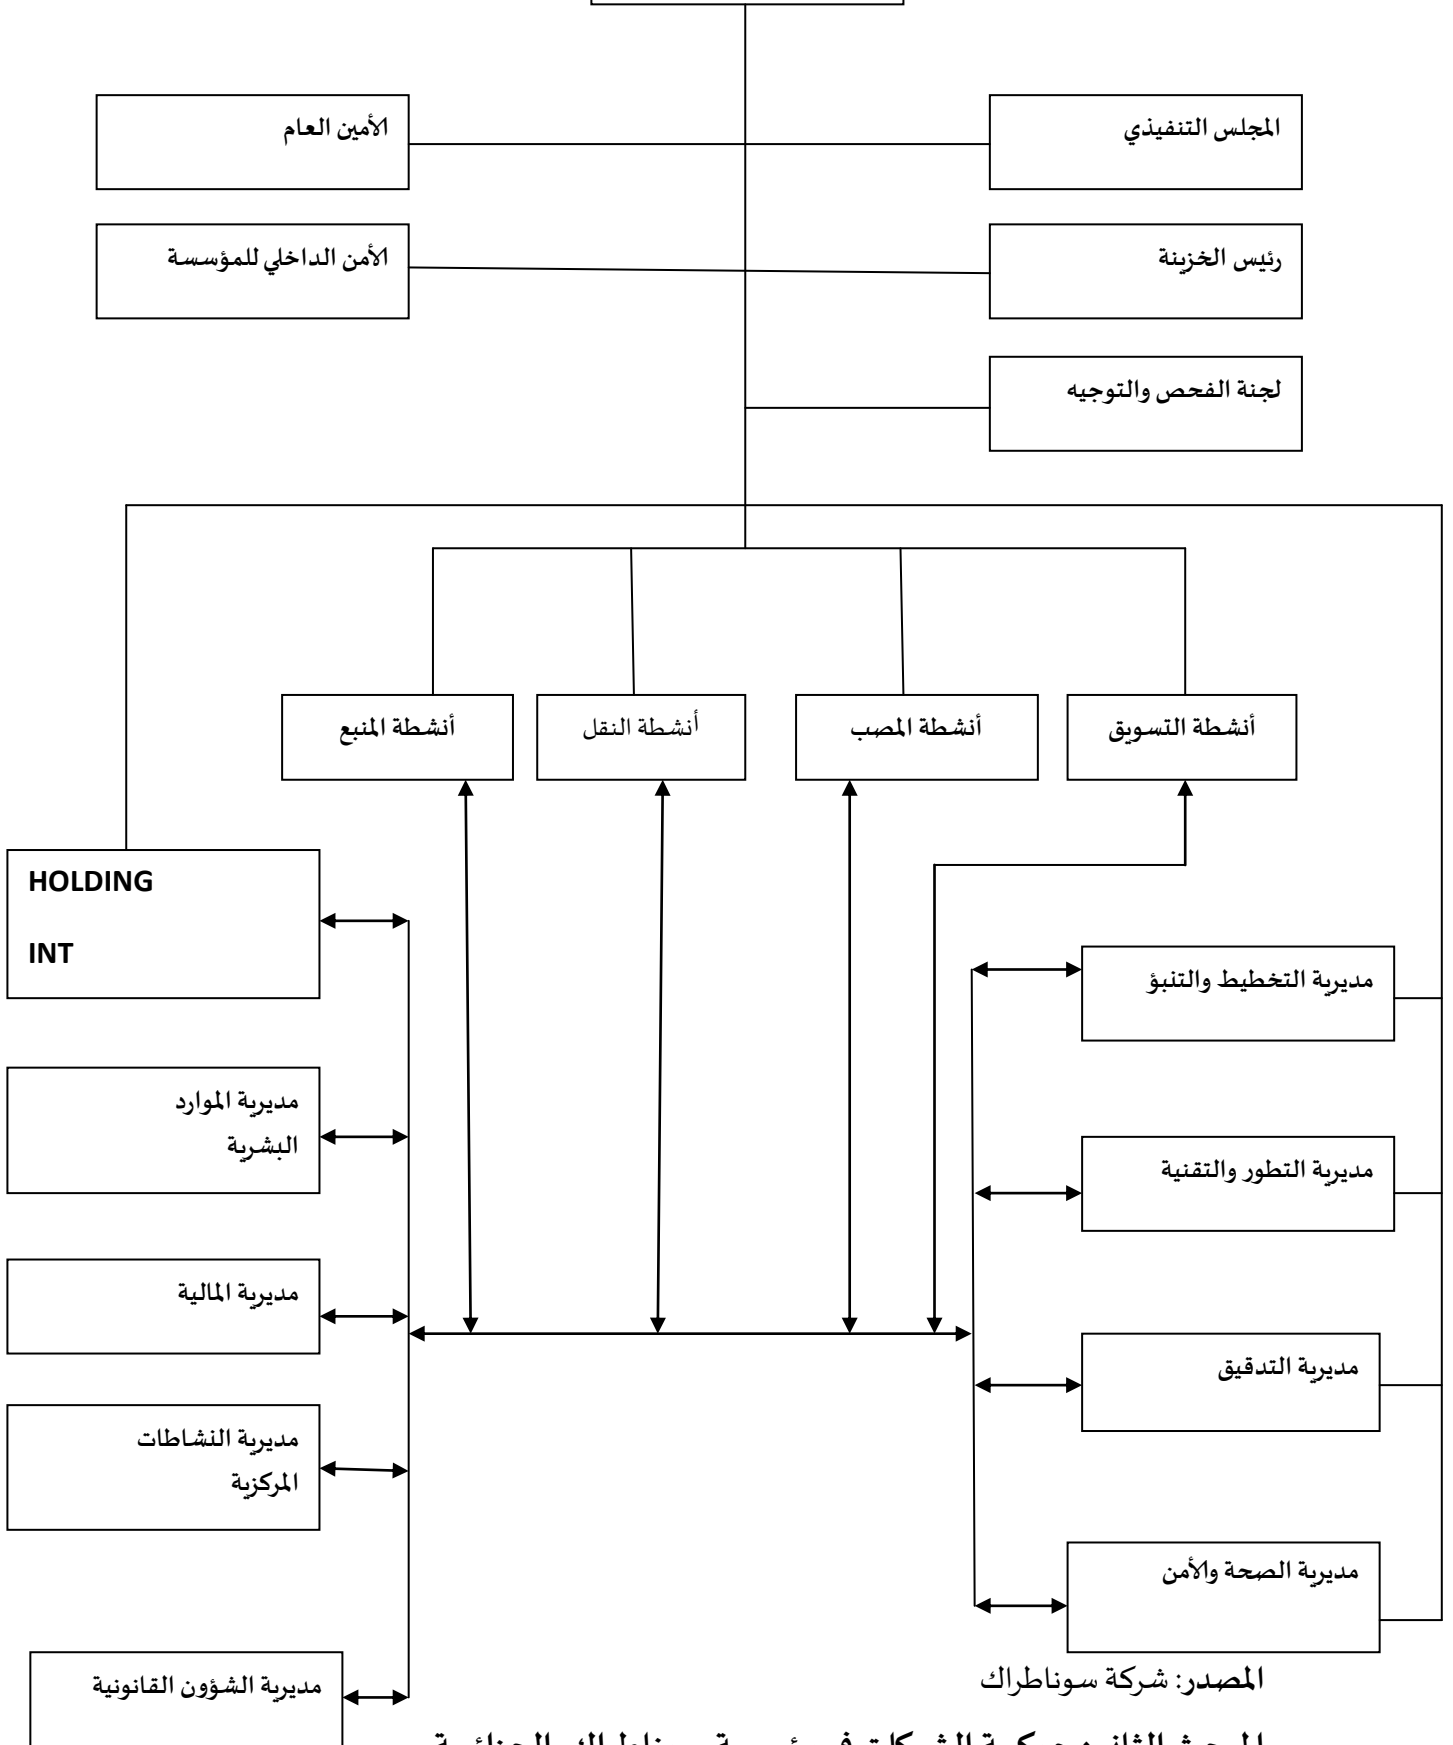 المجلس التنفيذي
الأمين العام
رئيس الخزينة
الأمن الداخلي للمؤسسة
لجنة الفحص والتوجيه
أنشطة التسويق
أنشطة المصب
أنشطة النقل
أنشطة المنبع
HOLDING
INT
مديرية التخطيط والتنبؤ
مديرية الموارد
البشرية
مديرية التطور والتقنية
مديرية المالية
مديرية التدقيق
مديرية النشاطات
المركزية
مديرية الصحة والأمن
المصدر: شركة سوناطراك
مديرية الشؤون القانونية